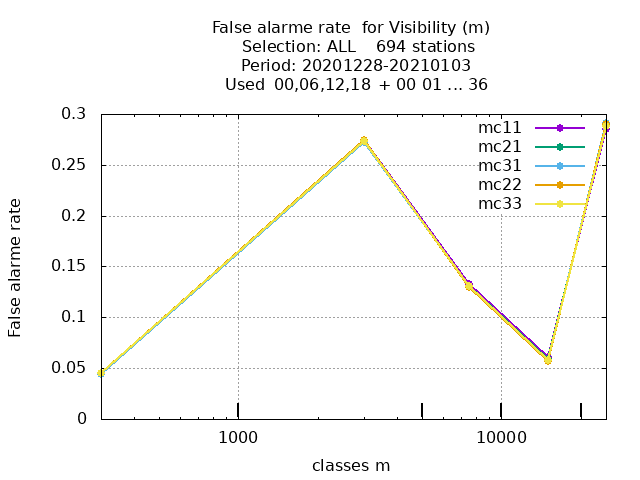 False alarme rate for Visibility (m)
Selection: ALL 694 stations
Period: 20201228-20210103
Used 00,06,12,18 + 00 01 ... 36
0.3
0.25
0.2
0.15
0.1
0.05
0
False alarme rate
mc11
mc21
mc31
mc22
mc33
1000
10000
classes m